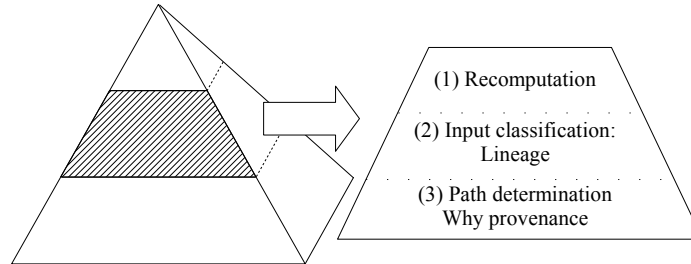 (1) Recomputation
(2) Input classification:
Lineage
(3) Path determination
Why provenance